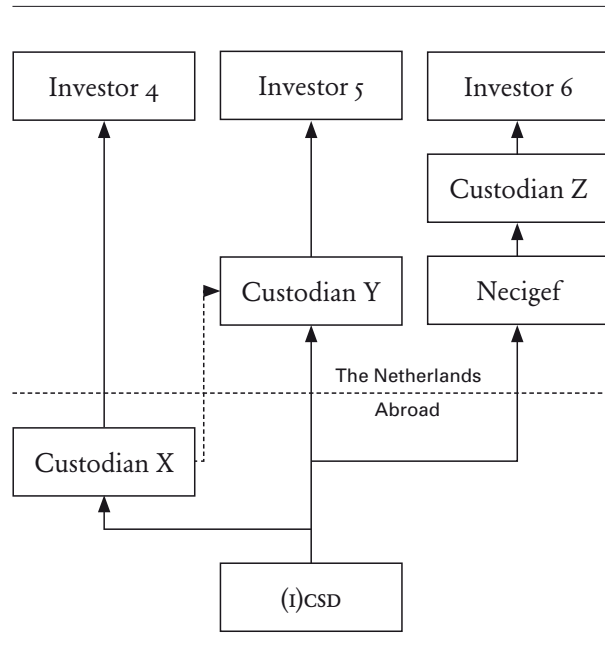 Investor 4
Investor 5
Investor 6
Custodian Z
Custodian Y
Necigef
The Netherlands
Abroad
Custodian X
(I)CSD